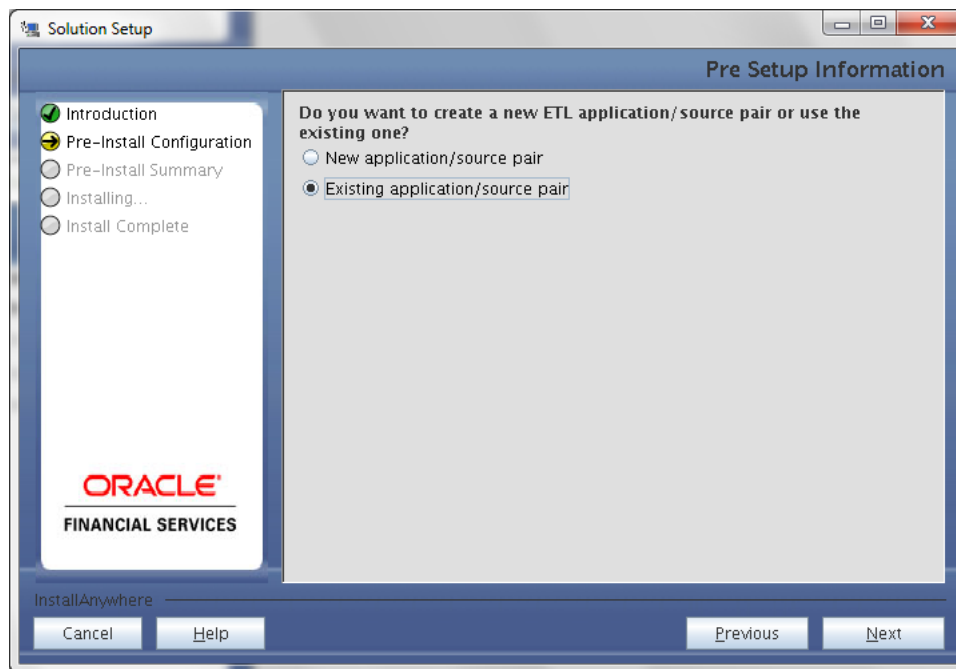 Solution Setup
Pre Setup Information
Introduction
Pre-Install Configuration
Pre-Install Summary
Installing...
Install Complete
ORACLE
FINANCIAL SERVICES
Do you want to create a new ETL application/source pair or use the
existing one?
New application/source pair
Existing application/source pair
InstallAnywhere
Cancel
Help
Previous
Next